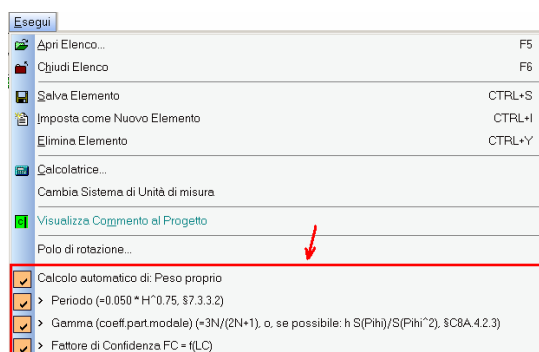 Esegui
Apri Elenco... F5
Chiudi Elenco F6
Salva Elemento CTRL+S
Imposta come Nuovo Elemento CTRL+I
Elimina Elemento CTRL+Y
Calcolatrice...
Cambia Sistema di Unità di misura
Visualizza Commento al Progetto
Polo di rotazione...
Calcolo automatico di: Peso proprio
> Periodo (=0.050 * H^0.75, §7.3.3.2)
> Gamma (coeff.part.modale) (=3N/(2N+1), o, se possibile: h S(Pihi)/S(Pihi^2), §C8A.4.2.3)
> Fattore di Confidenza FC = f(LC)